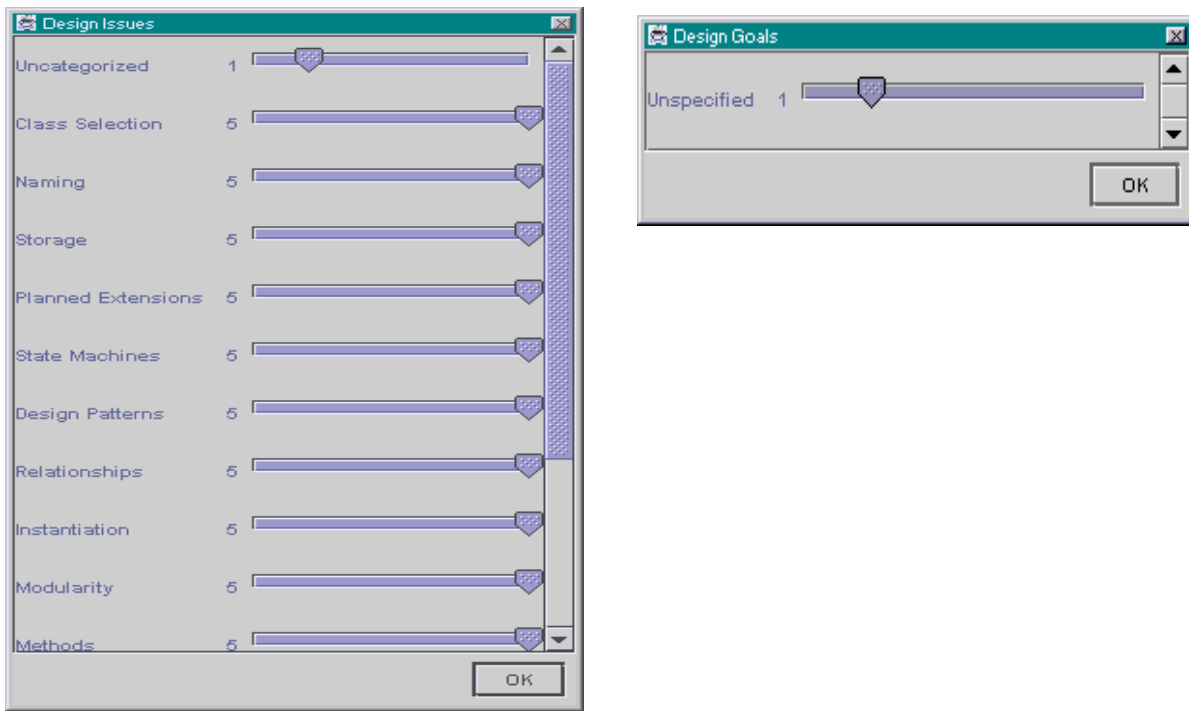 Design Issues
Uncategorized 1
Class Selection 5
Naming 5
Storage 5
Planned Extensions 5
State Machines 5
Design Patterns 5
Relationships 5
Instantiation 5
Modularity 5
Methods 5
OK
Design Goals
Unspecified 1
OK